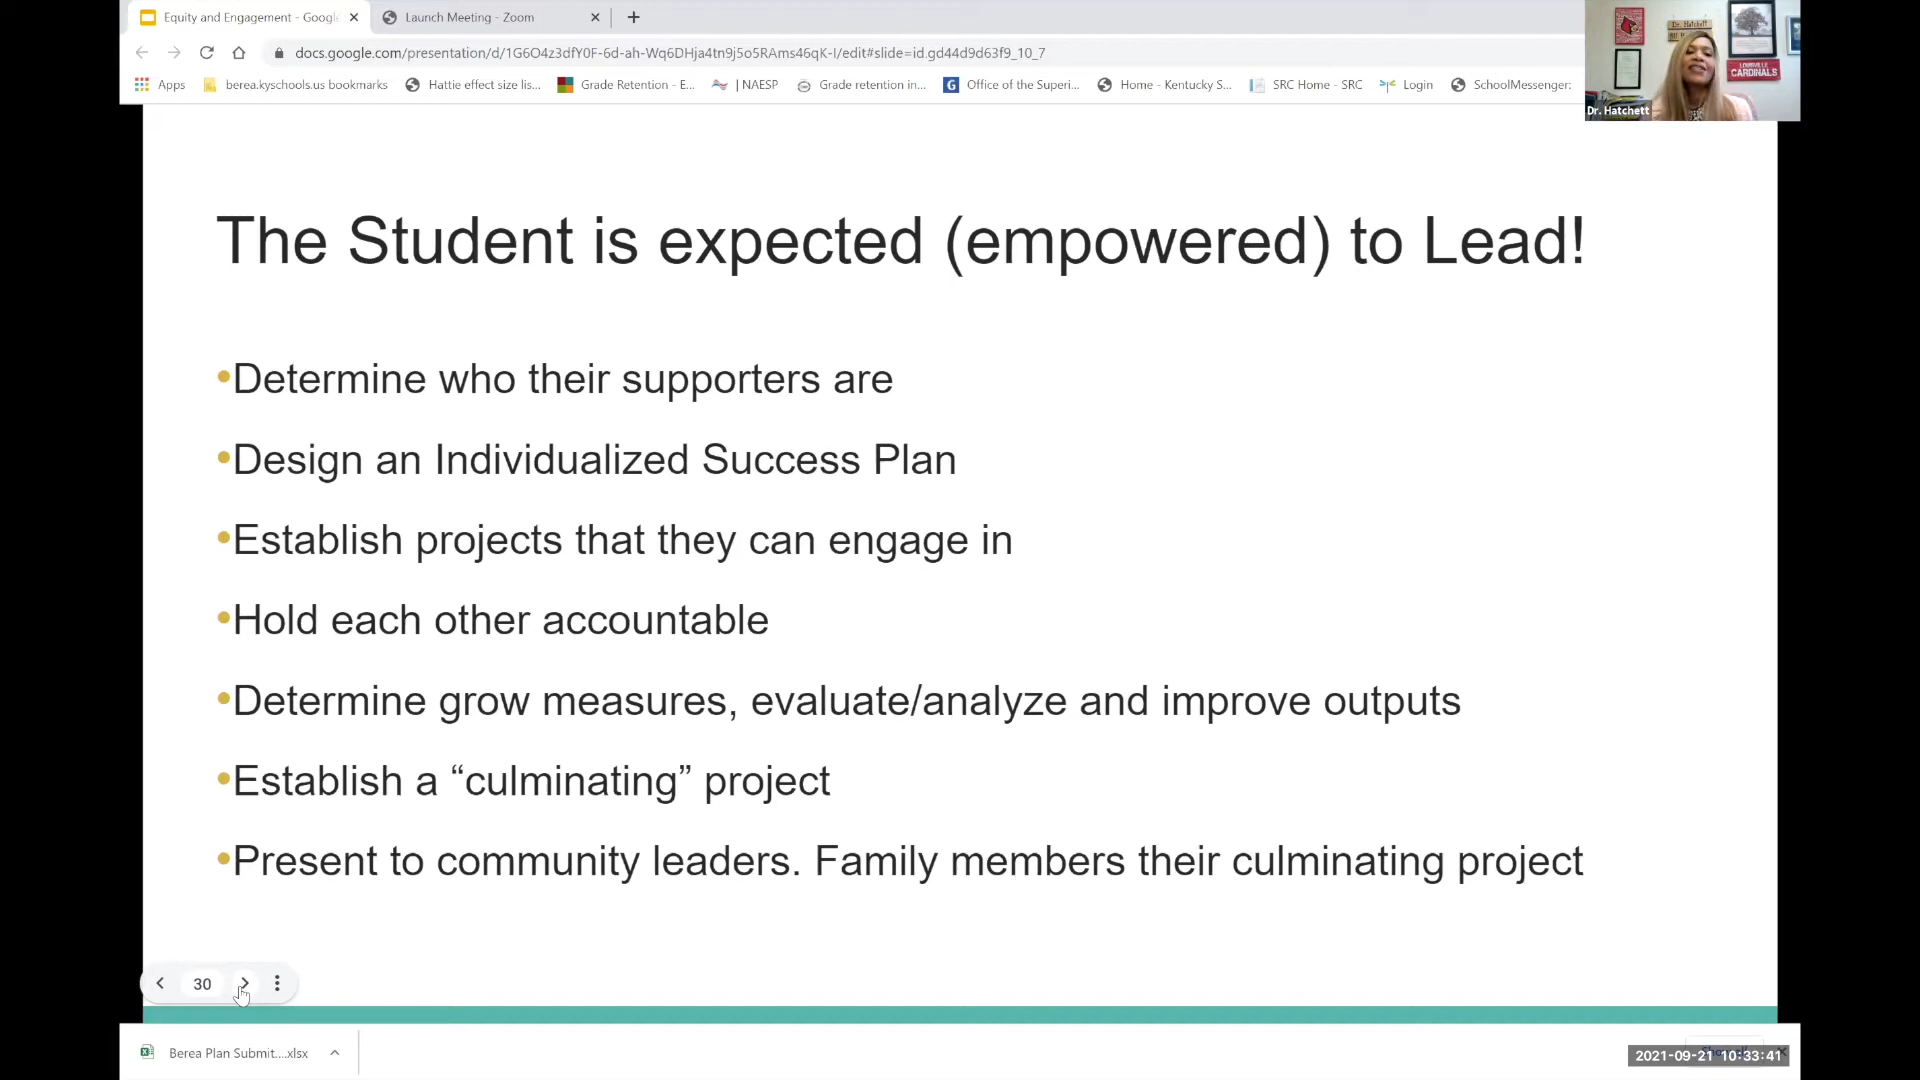 Equity and Engagement - Google
Launch Meeting - Zoom
docs.google.com/presentation/d/1G6O4z3dfY0F-6d-ah-Wq6DHja4tn9j5o5RAms46qK-I/edit#slide=id.gd44d9d63f9_10_7
Apps
berea.kyschools.us bookmarks
Hattie effect size lis...
Grade Retention - E...
| NAESP
Grade retention in...
Office of the Superi...
Home - Kentucky S...
SRC Home - SRC
Login
SchoolMessenger:
Dr. Hatchett
LOUISVILLE
CARDINALS
Dr. Hatchett
The Student is expected (empowered) to Lead!
•Determine who their supporters are
•Design an Individualized Success Plan
•Establish projects that they can engage in
•Hold each other accountable
•Determine grow measures, evaluate/analyze and improve outputs
•Establish a “culminating” project
•Present to community leaders. Family members their culminating project
30
Berea Plan Submit....xlsx
2021-09-21 10:33:41